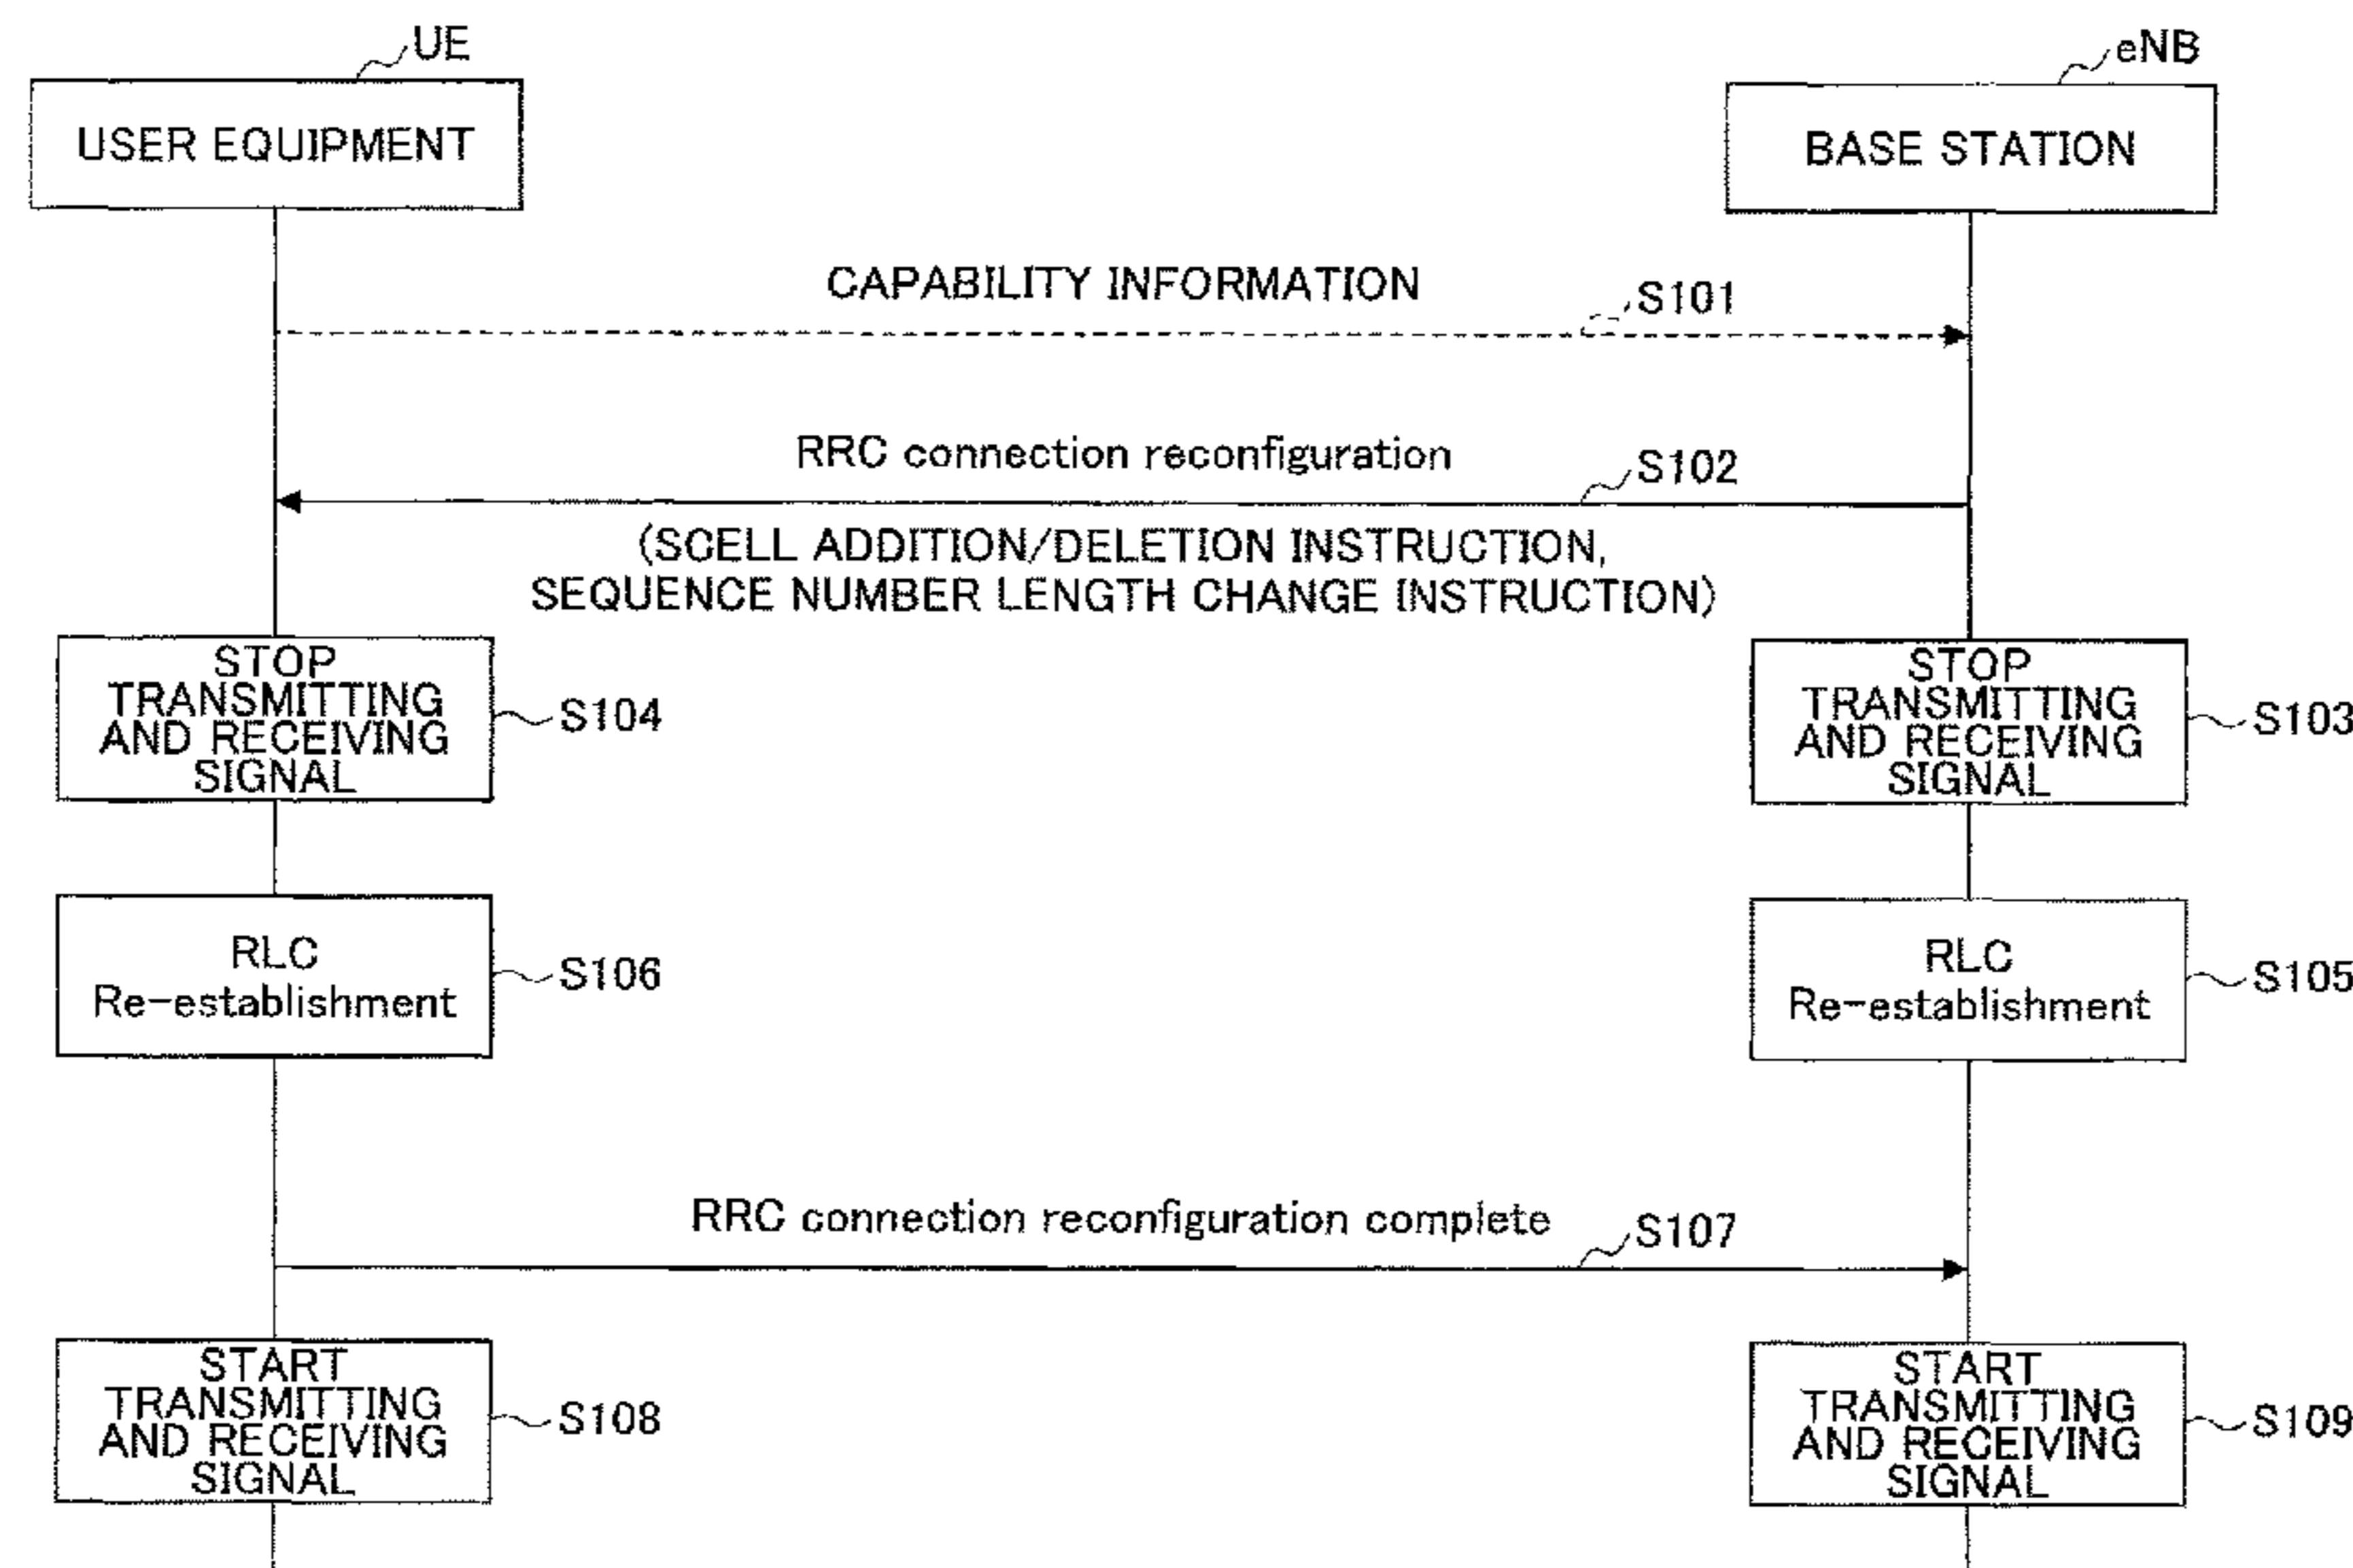 UE
eNB
USER EQUIPMENT
BASE STATION
CAPABILITY INFORMATION
S101
RRC connection reconfiguration
S102
(SCELL ADDITION/DELETION INSTRUCTION,
SEQUENCE NUMBER LENGTH CHANGE INSTRUCTION)
STOP
TRANSMITTING
AND RECEIVING
SIGNAL
S104
STOP
TRANSMITTING
AND RECEIVING
SIGNAL
S103
RLC
Re-establishment
S106
RLC
Re-establishment
S105
RRC connection reconfiguration complete
S107
START
TRANSMITTING
AND RECEIVING
SIGNAL
S108
START
TRANSMITTING
AND RECEIVING
SIGNAL
S109